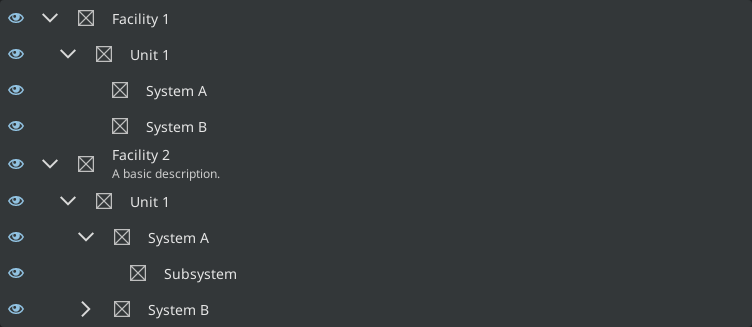 Facility 1
Unit 1
System A
System B
Facility 2
A basic description.
Unit 1
System A
Subsystem
System B